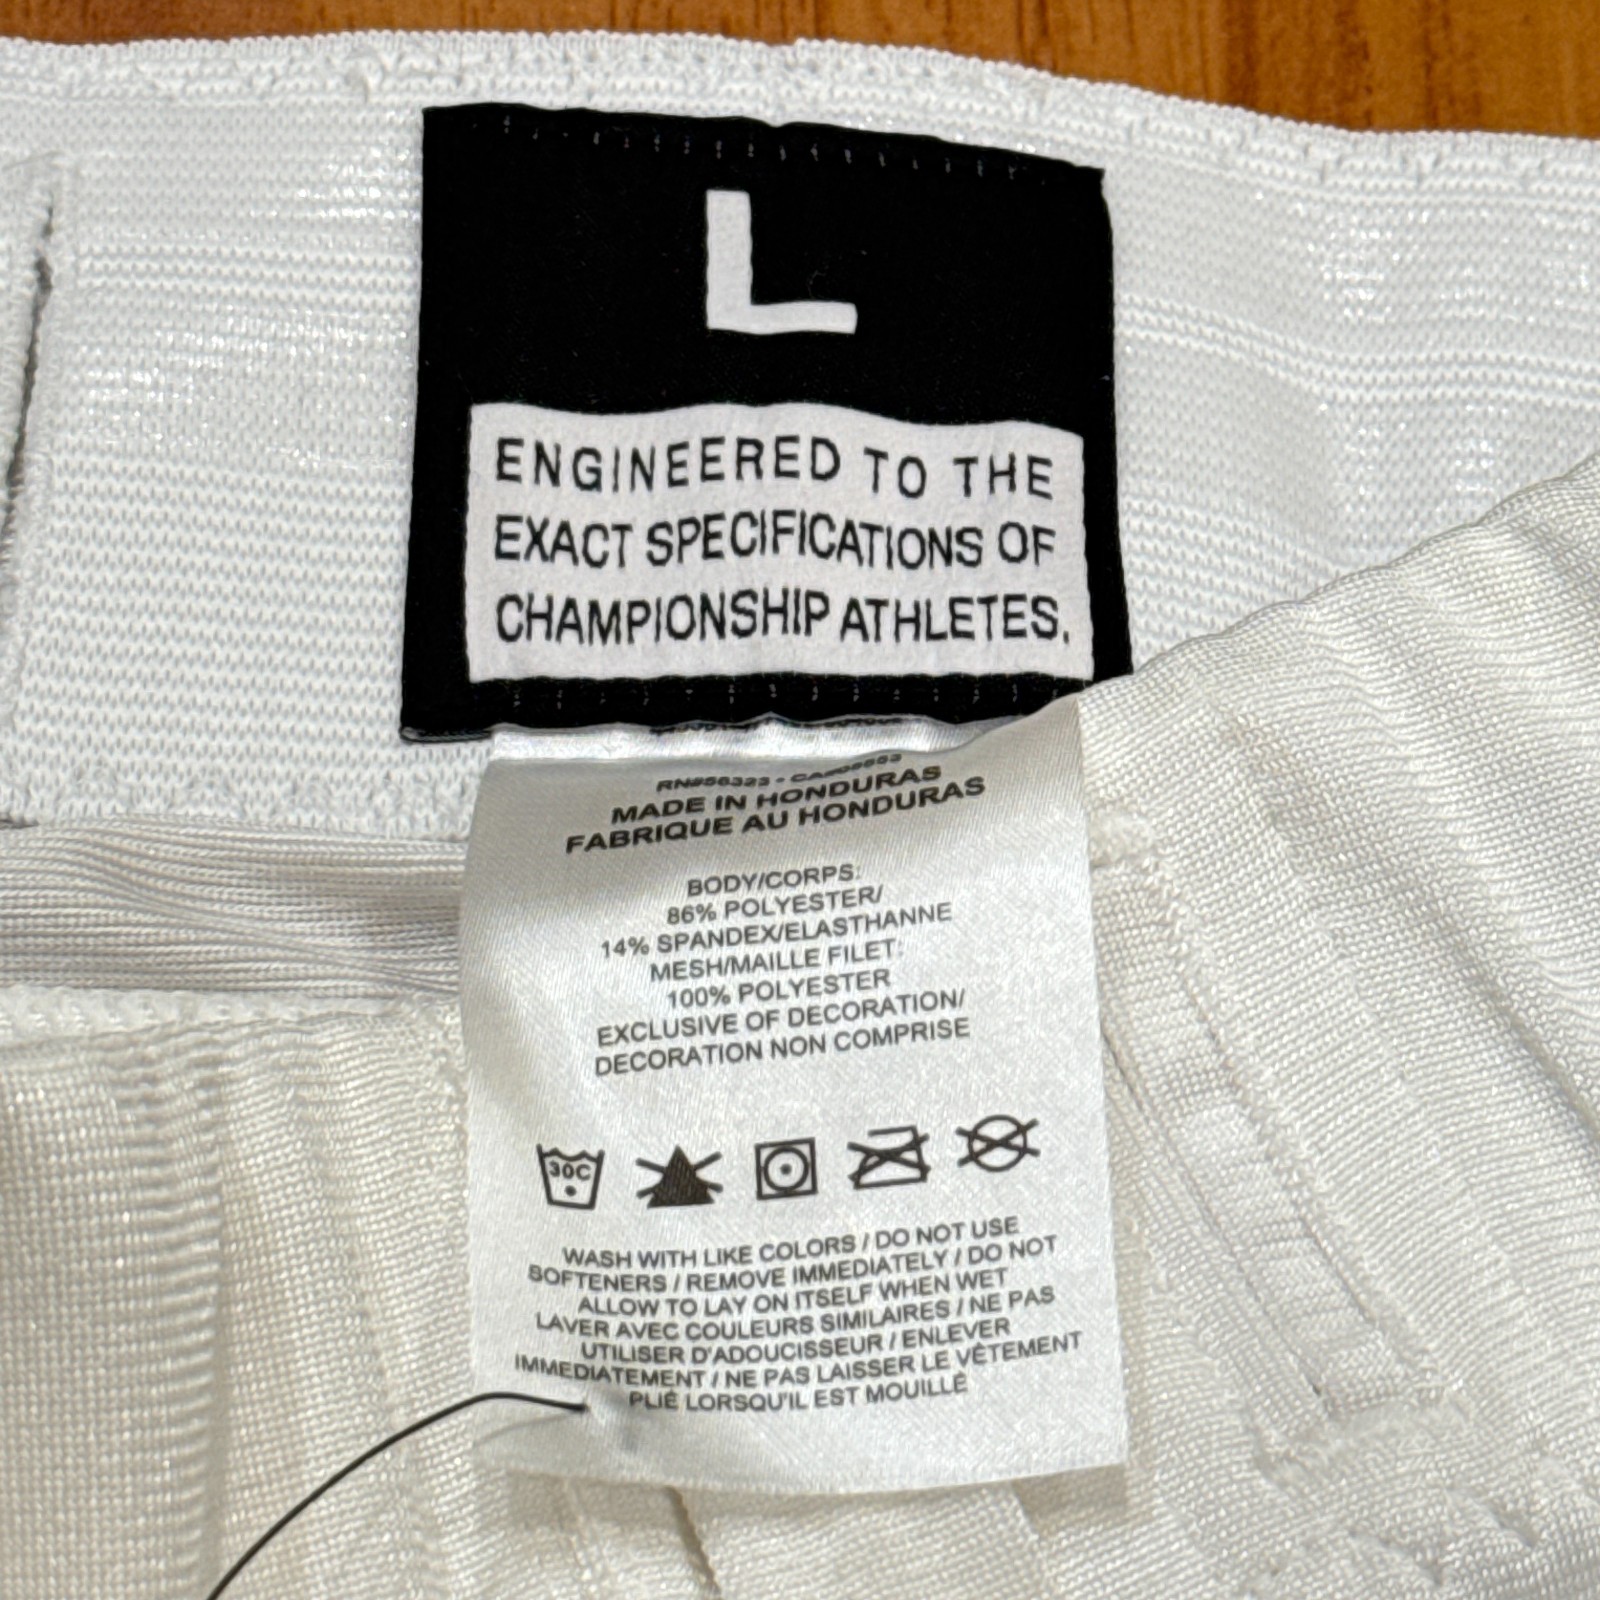 L
ENGINEERED TO THE
EXACT SPECIFICATIONS OF
CHAMPIONSHIP ATHLETES.
RN#56323 -
MADE IN HONDURAS
FABRIQUE AU HONDURAS
BODY/CORPS:
86% POLYESTER/
14% SPANDEX/ELASTHANNE
MESH/MAILLE FILET:
100% POLYESTER
EXCLUSIVE OF DECORATION/
DECORATION NON COMPRISE
30C
WASH WITH LIKE COLORS / DO NOT USE
SOFTENERS / REMOVE IMMEDIATELY / DO NOT
ALLOW TO LAY ON ITSELF WHEN WET
LAVER AVEC COULEURS SIMILAIRES / NE PAS
UTILISER D'ADOUCISSEUR / ENLEVER
IMMEDIATEMENT / NE PAS LAISSER LE VÊTEMENT
PLIÉ LORSQU'IL EST MOUILLÉ